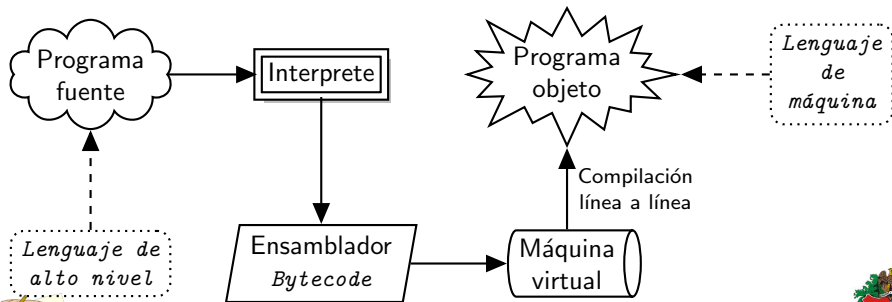 Programa
fuente
Interprete
Programa
objeto
Lenguaje
de
máquina
Compilación
línea a línea
Lenguaje de
alto nivel
Ensamblador
Bytecode
Máquina
virtual